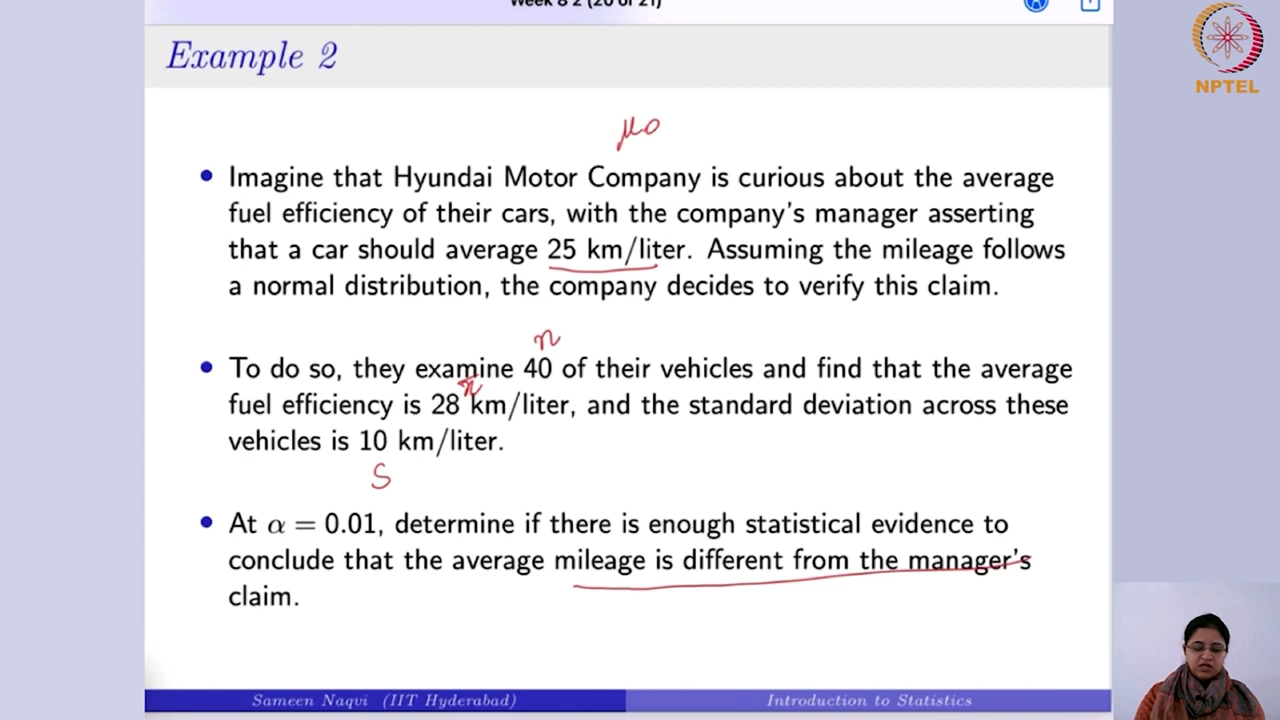 Week 8 2 (20 of 21)
NPTEL
Example 2
μ0
• Imagine that Hyundai Motor Company is curious about the average
fuel efficiency of their cars, with the company's manager asserting
that a car should average 25 km/liter. Assuming the mileage follows
a normal distribution, the company decides to verify this claim.
n
• To do so, they examine 40 of their vehicles and find that the average
x̄
fuel efficiency is 28 km/liter, and the standard deviation across these
vehicles is 10 km/liter.
S
• At α = 0.01, determine if there is enough statistical evidence to
conclude that the average mileage is different from the manager's
claim.
Sameen Naqvi (IIT Hyderabad) Introduction to Statistics